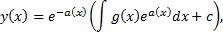 y(x) = e^{-a(x)} (∫ g(x)e^{a(x)}dx + c),